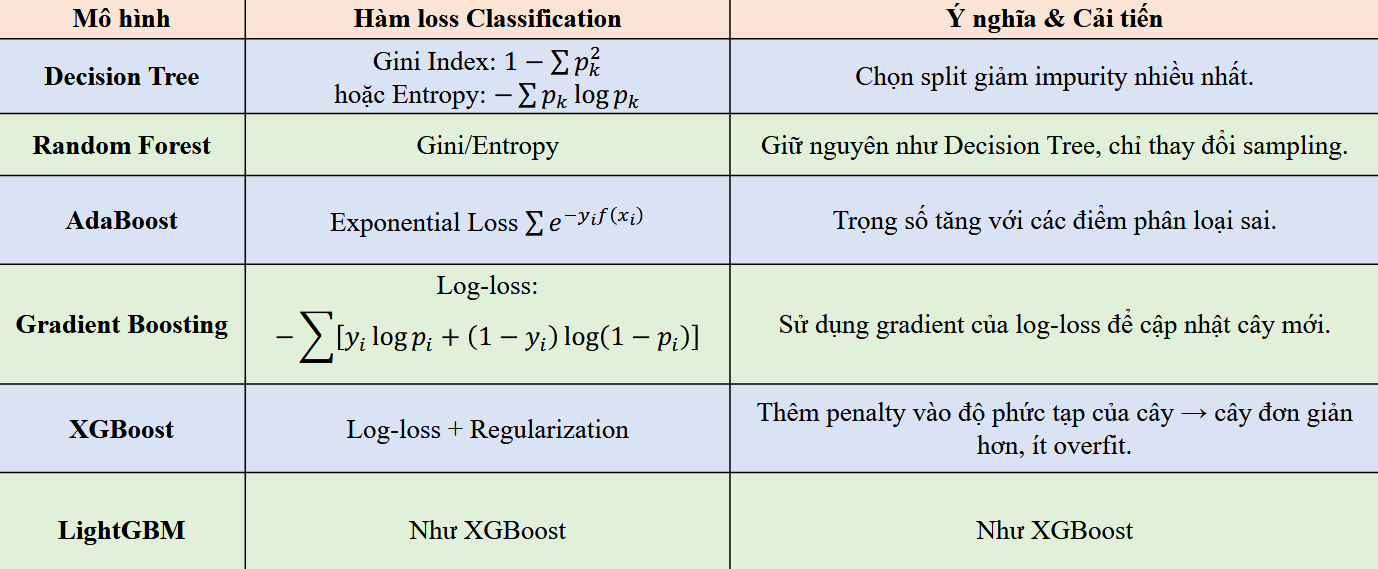 Mô hình
Hàm loss Classification
Ý nghĩa & Cải tiến
Decision Tree
Gini Index: 1 − ∑ p_k^2
hoặc Entropy: − ∑ p_k log p_k
Chọn split giảm impurity nhiều nhất.
Random Forest
Gini/Entropy
Giữ nguyên như Decision Tree, chỉ thay đổi sampling.
AdaBoost
Exponential Loss ∑ e^{−y_i f(x_i)}
Trọng số tăng với các điểm phân loại sai.
Gradient Boosting
Log-loss:
− ∑[y_i log p_i + (1 − y_i) log(1 − p_i)]
Sử dụng gradient của log-loss để cập nhật cây mới.
XGBoost
Log-loss + Regularization
Thêm penalty vào độ phức tạp của cây → cây đơn giản
hơn, ít overfit.
LightGBM
Như XGBoost
Như XGBoost